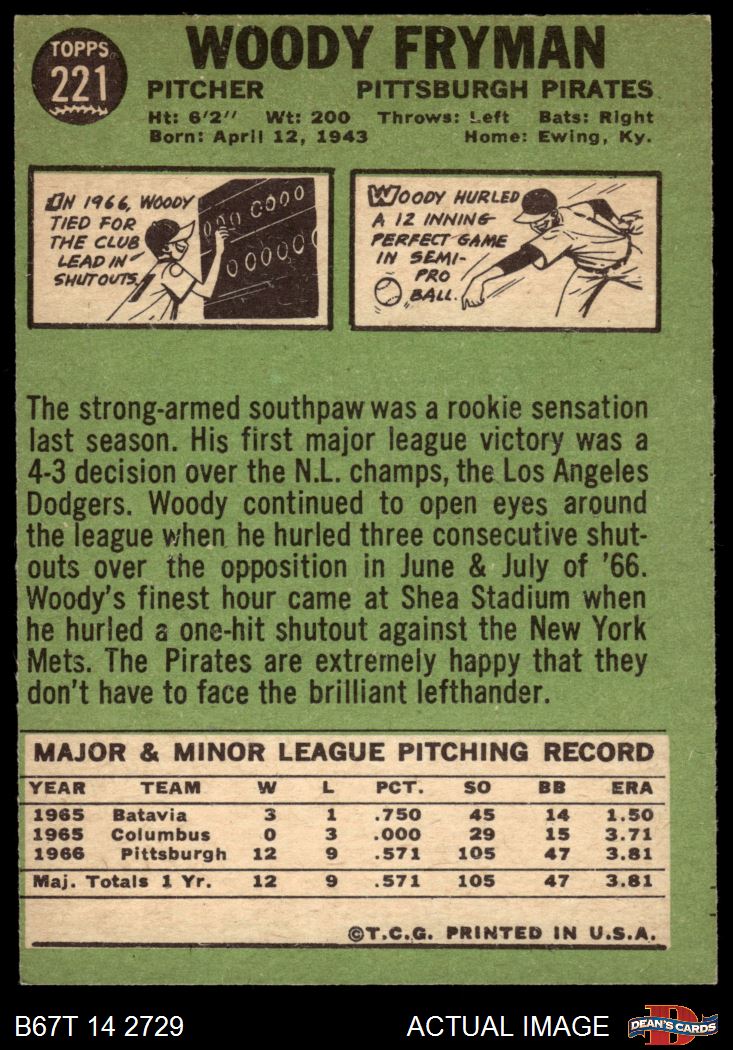 TOPPS
221
WOODY FRYMAN
PITCHER PITTSBURGH PIRATES
Ht: 6'2" Wt: 200 Throws: Left Bats: Right
Born: April 12, 1943 Home: Ewing, Ky.
IN 1966, WOODY
TIED FOR
THE CLUB
LEAD IN
SHUTOUTS.
000 0000
000000
WOODY HURLED
A 12 INNING
PERFECT GAME
IN SEMI-
PRO
BALL.
The strong-armed southpaw was a rookie sensation
last season. His first major league victory was a
4-3 decision over the N.L. champs, the Los Angeles
Dodgers. Woody continued to open eyes around
the league when he hurled three consecutive shut-
outs over the opposition in June & July of '66.
Woody's finest hour came at Shea Stadium when
he hurled a one-hit shutout against the New York
Mets. The Pirates are extremely happy that they
don't have to face the brilliant lefthander.
MAJOR & MINOR LEAGUE PITCHING RECORD
YEAR TEAM W L PCT. SO BB ERA
1965 Batavia 3 1 .750 45 14 1.50
1965 Columbus 0 3 .000 29 15 3.71
1966 Pittsburgh 12 9 .571 105 47 3.81
Maj. Totals 1 Yr. 12 9 .571 105 47 3.81
©T.C.G. PRINTED IN U.S.A.
B67T 14 2729 ACTUAL IMAGE D DEAN'S CARDS